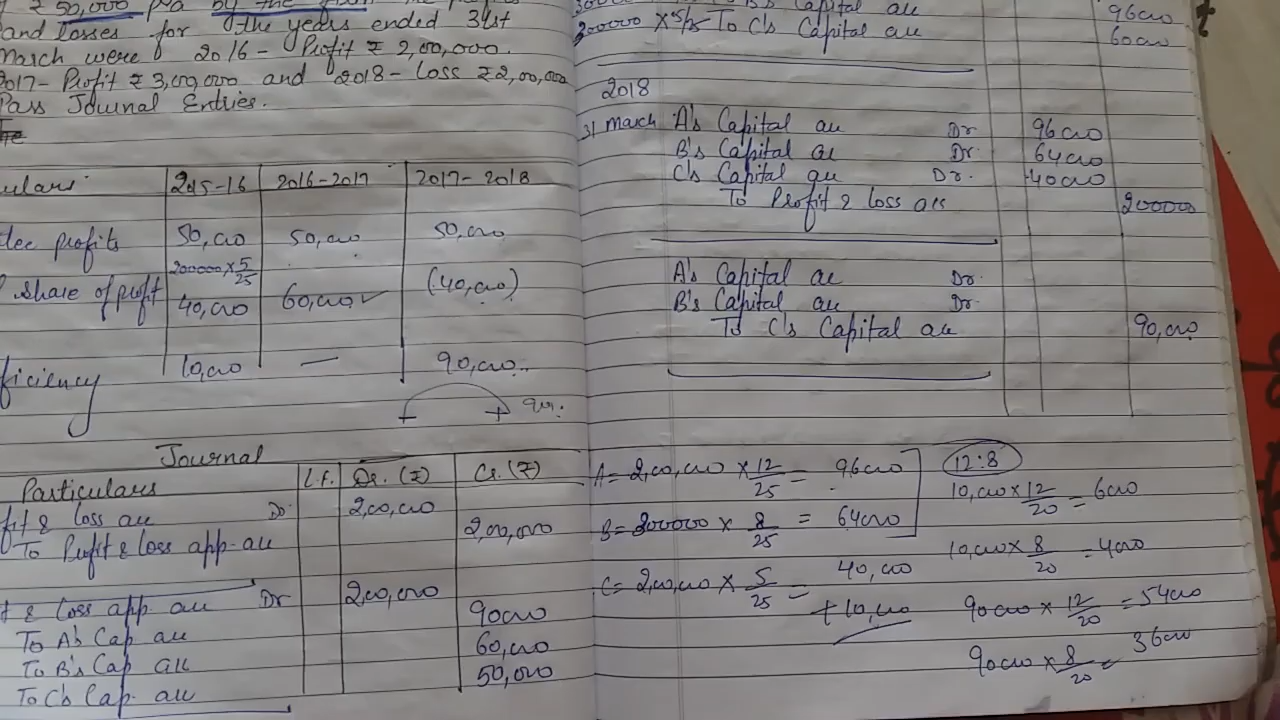 ₹ 50,000 p.a by the
and losses for the years ended 31st
March were 2016 - Profit ₹ 2,00,000.
2017 - Profit ₹ 3,00,000 and 2018 - Loss ₹2,00,000
Pass Journal Entries.
ulars 2015-16 2016-2017 2017-2018
tee profits 50,000 50,000 50,000
200000 x 5/25
share of profit 40,000 60,000 (40,000)
ficiency 10,000 — 90,000
Journal
Particulars L.F. Dr. (₹) Cr. (₹)
fit & loss a/c Dr 2,00,000
To Profit & loss app a/c 2,00,000
t & loss app a/c Dr 2,00,000
To A's Cap a/c 90000
To B's Cap a/c 60,000
To C's Cap a/c 50,000
B's Capital a/c 96000
300000 x 5/25 To C's Capital a/c 60000
2018
31 March A's Capital a/c Dr 96000
B's Capital a/c Dr. 64000
C's Capital a/c Dr. 40000
To Profit & loss a/c 200000
A's Capital a/c Dr.
B's Capital a/c Dr.
To C's Capital a/c 90,000
A = 2,00,000 x 12/25 = 96000
B = 200000 x 8/25 = 64000
C = 2,00,000 x 5/25 = 40,000
+10,000
12:8
10,000 x 12/20 = 6000
10,000 x 8/20 = 4000
90000 x 12/20 = 54000
90000 x 8/20 = 36000